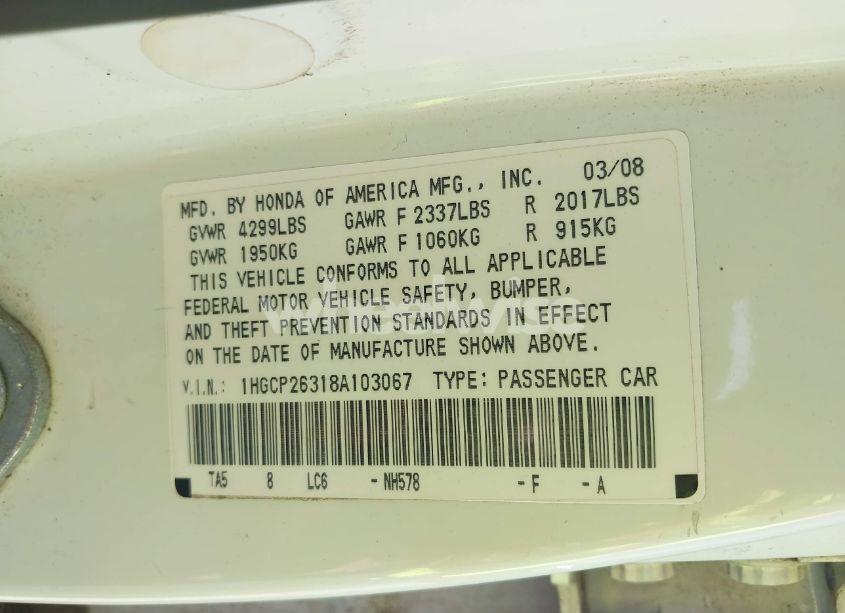 MFD. BY HONDA OF AMERICA MFG., INC. 03/08
GVWR 4299LBS GAWR F 2337LBS R 2017LBS
GVWR 1950KG GAWR F 1060KG R 915KG
THIS VEHICLE CONFORMS TO ALL APPLICABLE
FEDERAL MOTOR VEHICLE SAFETY, BUMPER,
AND THEFT PREVENTION STANDARDS IN EFFECT
ON THE DATE OF MANUFACTURE SHOWN ABOVE.
V.I.N.: 1HGCP26318A103067 TYPE: PASSENGER CAR
TA5 8 LC6 -NH578 -F -A